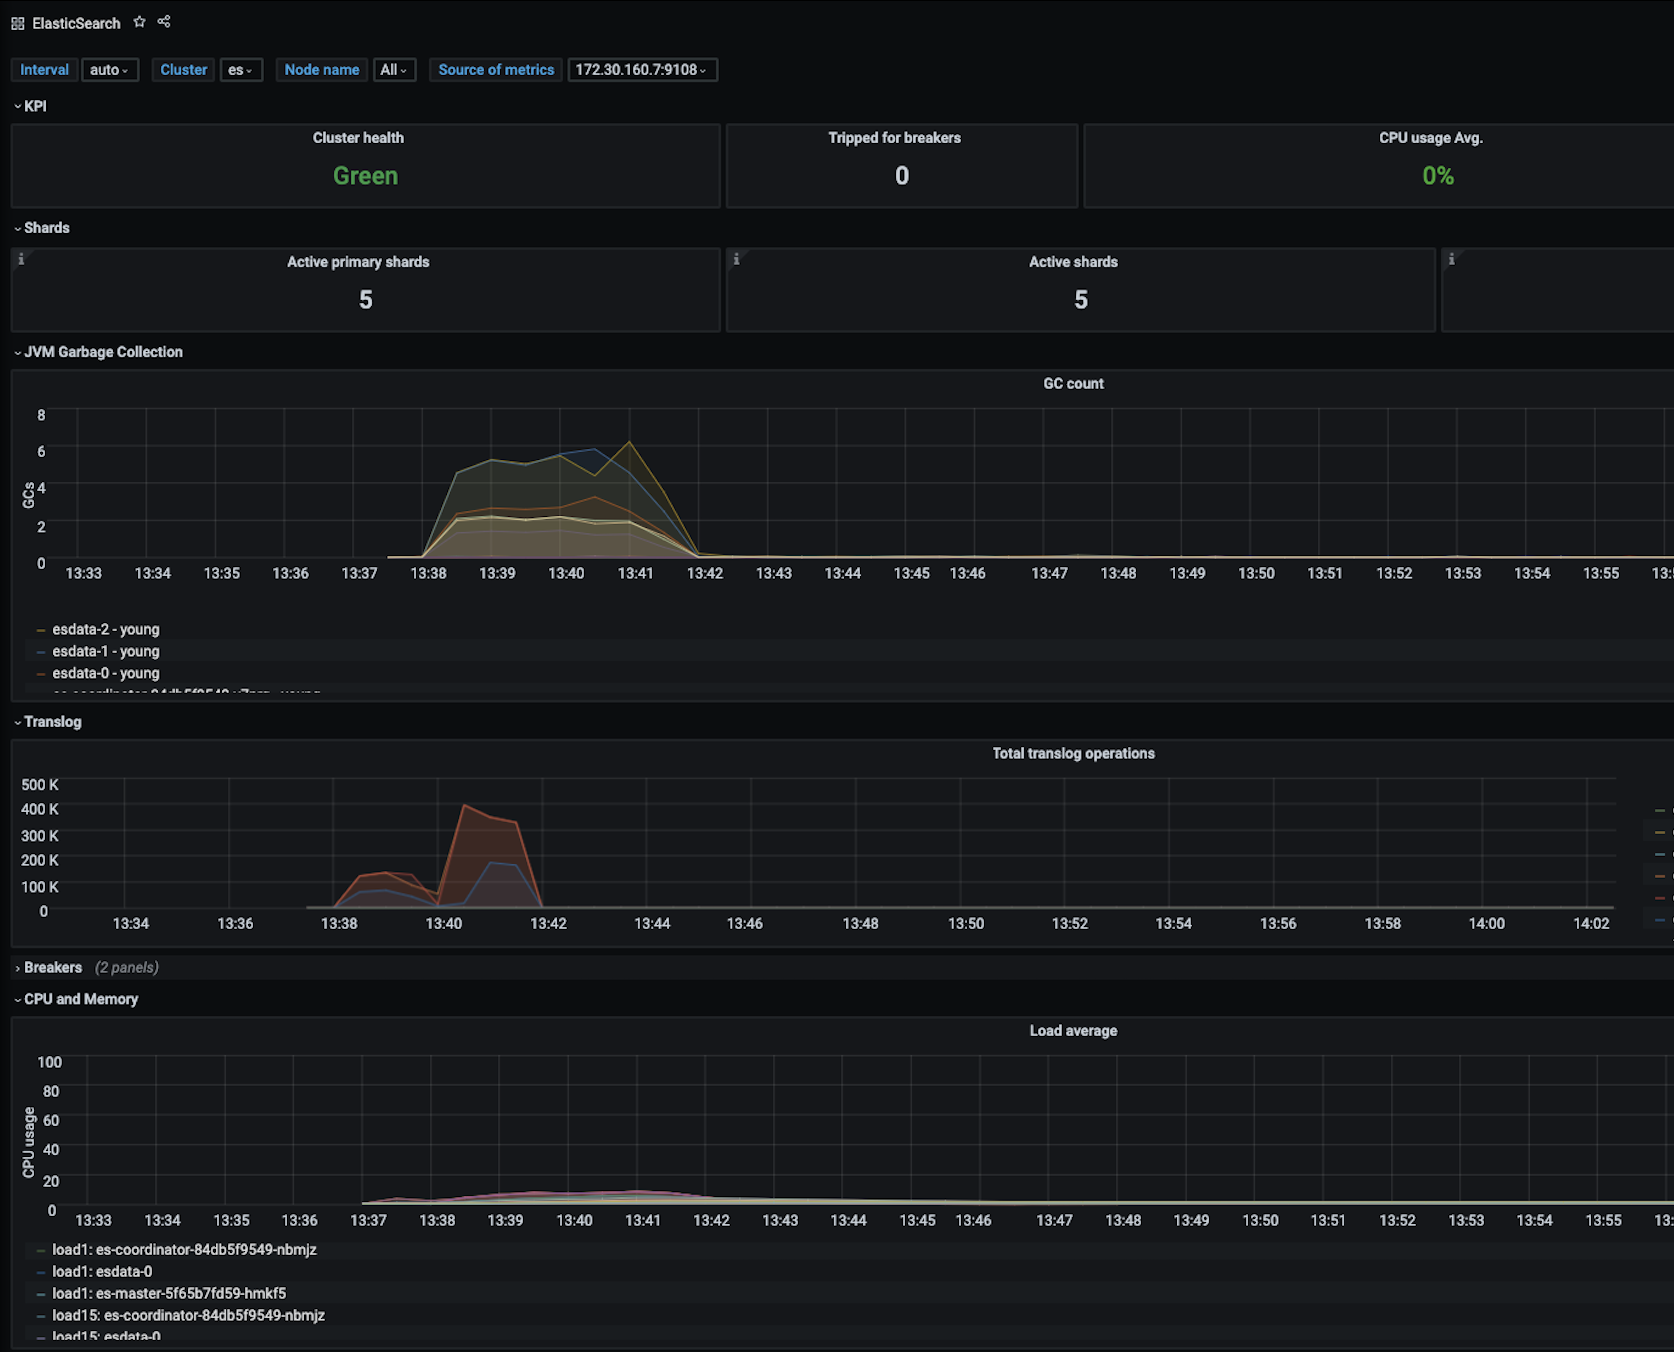 ElasticSearch
Interval auto Cluster es Node name All Source of metrics 172.30.160.7:9108
KPI
Cluster health
Green
Tripped for breakers
0
CPU usage Avg.
0%
Shards
Active primary shards
5
Active shards
5
JVM Garbage Collection
GC count
GCs
8
6
4
2
0
13:33 13:34 13:35 13:36 13:37 13:38 13:39 13:40 13:41 13:42 13:43 13:44 13:45 13:46 13:47 13:48 13:49 13:50 13:51 13:52 13:53 13:54 13:55
esdata-2 - young
esdata-1 - young
esdata-0 - young
Translog
Total translog operations
500 K
400 K
300 K
200 K
100 K
0
13:34 13:36 13:38 13:40 13:42 13:44 13:46 13:48 13:50 13:52 13:54 13:56 13:58 14:00 14:02
Breakers (2 panels)
CPU and Memory
Load average
CPU usage
100
80
60
40
20
0
13:33 13:34 13:35 13:36 13:37 13:38 13:39 13:40 13:41 13:42 13:43 13:44 13:45 13:46 13:47 13:48 13:49 13:50 13:51 13:52 13:53 13:54 13:55
load1: es-coordinator-84db5f9549-nbmjz
load1: esdata-0
load1: es-master-5f65b7fd59-hmkf5
load15: es-coordinator-84db5f9549-nbmjz
load15: esdata-0